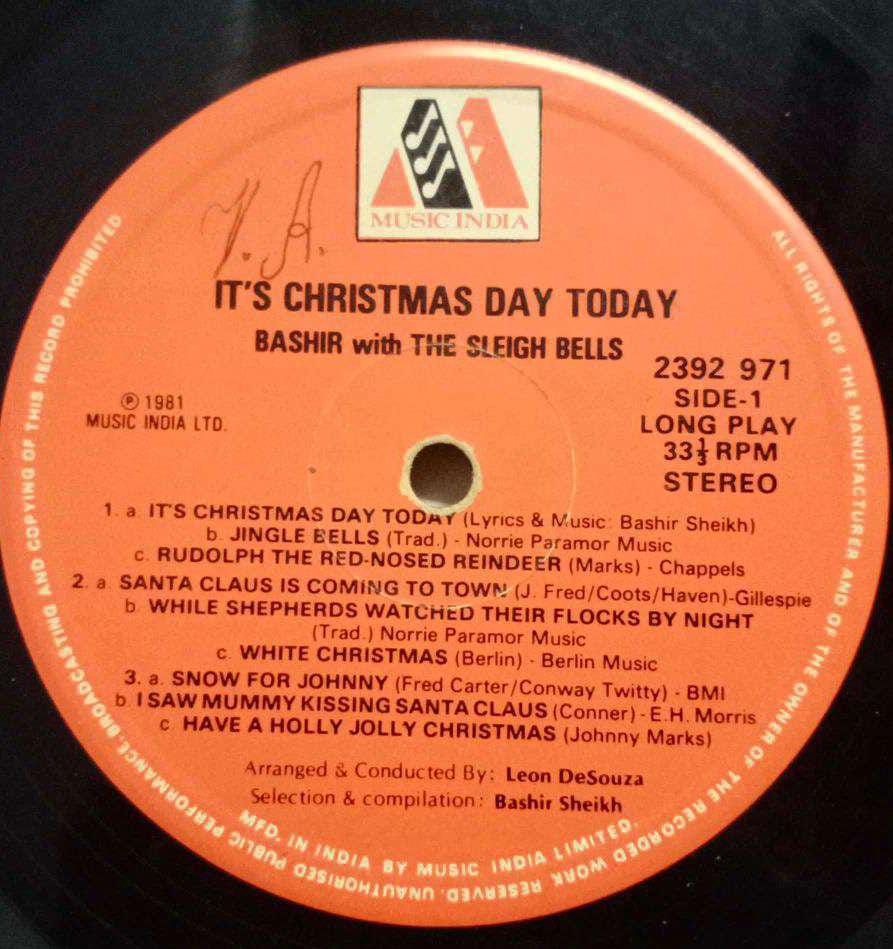 MUSIC INDIA
V. A.
IT'S CHRISTMAS DAY TODAY
BASHIR with THE SLEIGH BELLS
2392 971
SIDE-1
LONG PLAY
33⅓ RPM
STEREO
Ⓟ 1981
MUSIC INDIA LTD.
1. a. IT'S CHRISTMAS DAY TODAY (Lyrics & Music: Bashir Sheikh)
b. JINGLE BELLS (Trad.) - Norrie Paramor Music
c. RUDOLPH THE RED-NOSED REINDEER (Marks) - Chappels
2. a. SANTA CLAUS IS COMING TO TOWN (J. Fred/Coots/Haven)-Gillespie
b. WHILE SHEPHERDS WATCHED THEIR FLOCKS BY NIGHT
(Trad.) Norrie Paramor Music
c. WHITE CHRISTMAS (Berlin) - Berlin Music
3. a. SNOW FOR JOHNNY (Fred Carter/Conway Twitty) - BMI
b. I SAW MUMMY KISSING SANTA CLAUS (Conner) - E.H. Morris
c. HAVE A HOLLY JOLLY CHRISTMAS (Johnny Marks)
Arranged & Conducted By: Leon DeSouza
Selection & compilation: Bashir Sheikh
MFD. IN INDIA BY MUSIC INDIA LIMITED.
ALL RIGHTS OF THE MANUFACTURER AND OF THE OWNER OF THE RECORDED WORK RESERVED. UNAUTHORISED PUBLIC PERFORMANCE, BROADCASTING AND COPYING OF THIS RECORD PROHIBITED